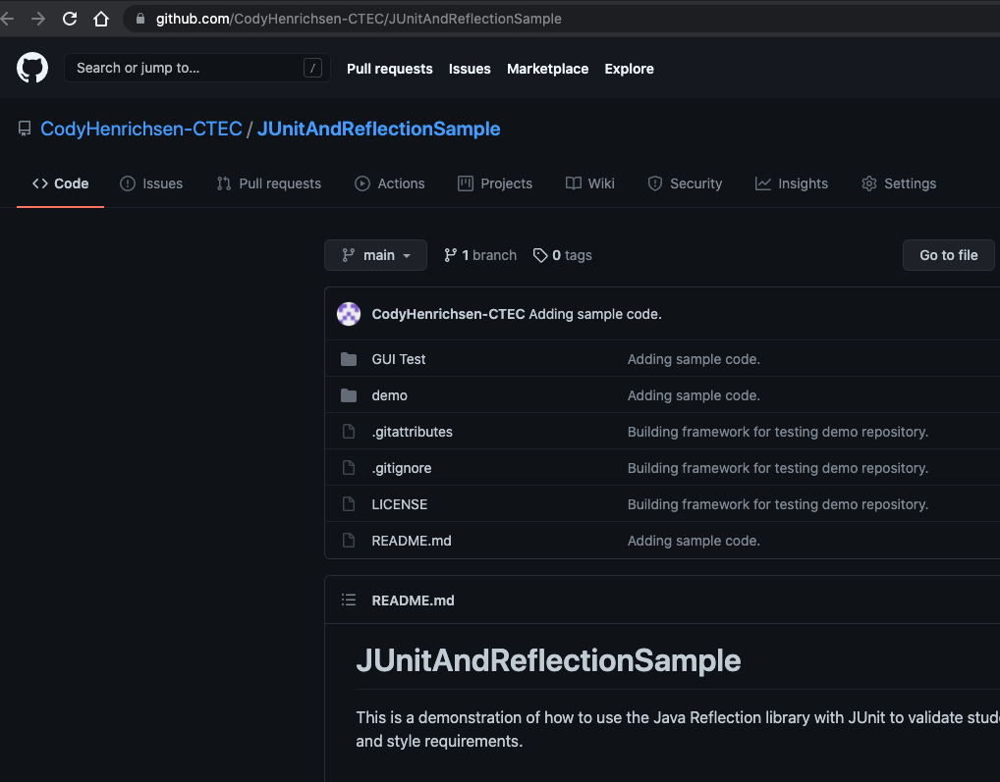 github.com/CodyHenrichsen-CTEC/JUnitAndReflectionSample
Search or jump to... / Pull requests Issues Marketplace Explore
CodyHenrichsen-CTEC / JUnitAndReflectionSample
Code Issues Pull requests Actions Projects Wiki Security Insights Settings
main 1 branch 0 tags Go to file
CodyHenrichsen-CTEC Adding sample code.
GUI Test Adding sample code.
demo Adding sample code.
.gitattributes Building framework for testing demo repository.
.gitignore Building framework for testing demo repository.
LICENSE Building framework for testing demo repository.
README.md Adding sample code.
README.md
JUnitAndReflectionSample
This is a demonstration of how to use the Java Reflection library with JUnit to validate
and style requirements.